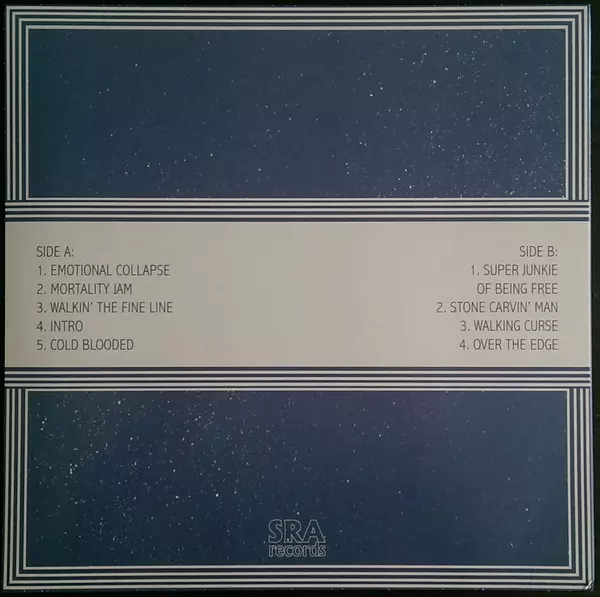 SIDE A:
1. EMOTIONAL COLLAPSE
2. MORTALITY JAM
3. WALKIN' THE FINE LINE
4. INTRO
5. COLD BLOODED
SIDE B:
1. SUPER JUNKIE
OF BEING FREE
2. STONE CARVIN' MAN
3. WALKING CURSE
4. OVER THE EDGE
SRA
records